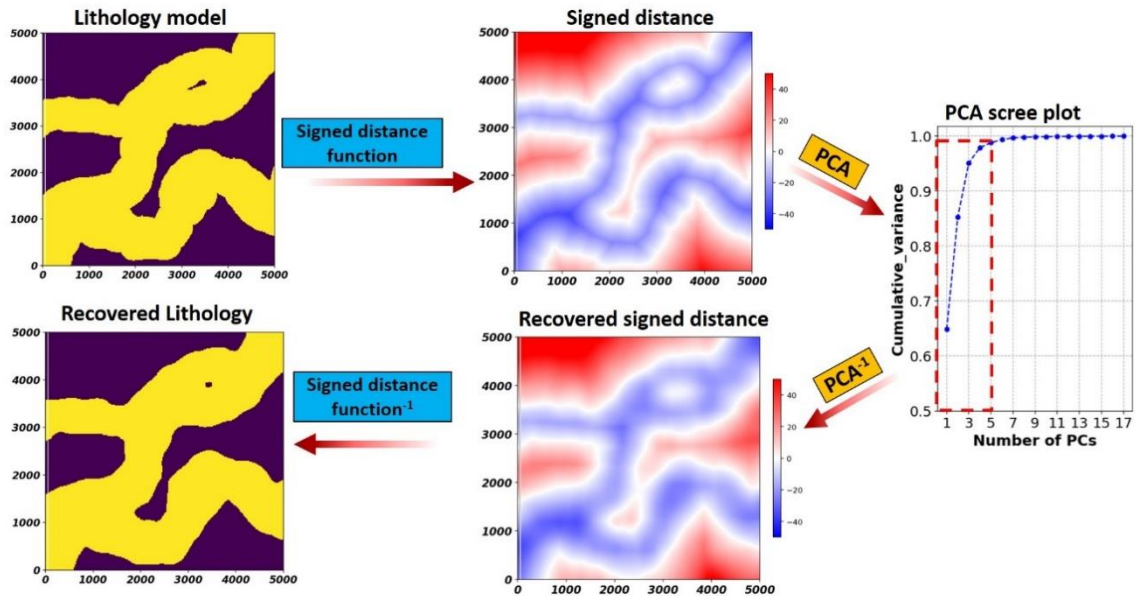 Lithology model
5000
4000
3000
2000
1000
0
0 1000 2000 3000 4000 5000
Signed distance
function
Signed distance
5000
4000
3000
2000
1000
0
0 1000 2000 3000 4000 5000
40
20
0
−20
−40
PCA
PCA scree plot
Cumulative_variance
1.0
0.9
0.8
0.7
0.6
0.5
1 3 5 7 9 11 13 15 17
Number of PCs
PCA-1
Recovered signed distance
5000
4000
3000
2000
1000
0
0 1000 2000 3000 4000 5000
40
20
0
−20
−40
Signed distance
function-1
Recovered Lithology
5000
4000
3000
2000
1000
0
0 1000 2000 3000 4000 5000